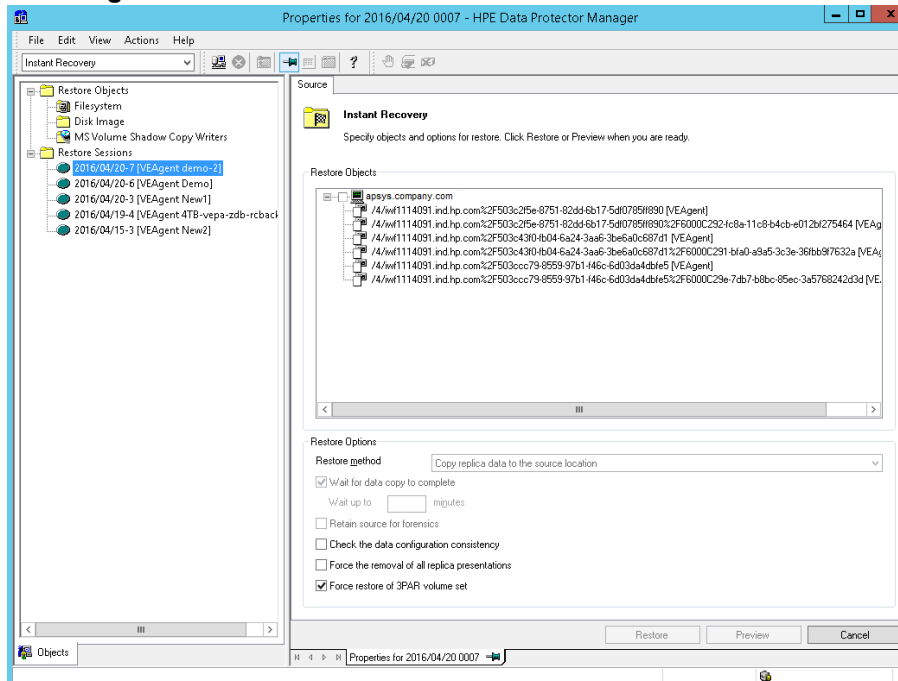 Properties for 2016/04/20 0007 - HPE Data Protector Manager
File Edit View Actions Help
Instant Recovery
Restore Objects
Filesystem
Disk Image
MS Volume Shadow Copy Writers
Restore Sessions
2016/04/20-7 [VEAgent demo-2]
2016/04/20-6 [VEAgent Demo]
2016/04/20-3 [VEAgent New1]
2016/04/19-4 [VEAgent 4TB-vepa-zdb-rcback
2016/04/15-3 [VEAgent New2]
Objects
Source
Instant Recovery
Specify objects and options for restore. Click Restore or Preview when you are ready.
Restore Objects
apsys.company.com
/4/iwf1114091.ind.hp.com%2F503c2f5e-8751-82dd-6b17-5df0785ff890 [VEAgent]
/4/iwf1114091.ind.hp.com%2F503c2f5e-8751-82dd-6b17-5df0785ff890%2F6000C292-fc8a-11c8-b4cb-e012bf275464 [VEAg
/4/iwf1114091.ind.hp.com%2F503c43f0-fb04-6a24-3aa6-3be6a0c687d1 [VEAgent]
/4/iwf1114091.ind.hp.com%2F503c43f0-fb04-6a24-3aa6-3be6a0c687d1%2F6000C291-bfa0-a9a5-3c3e-36fbb9f7632a [VEAg
/4/iwf1114091.ind.hp.com%2F503ccc79-8559-97b1-f46c-6d03da4dbfe5 [VEAgent]
/4/iwf1114091.ind.hp.com%2F503ccc79-8559-97b1-f46c-6d03da4dbfe5%2F6000C29e-7db7-b8bc-85ec-3a5768242d3d [VE.
Restore Options
Restore method Copy replica data to the source location
Wait for data copy to complete
Wait up to minutes
Retain source for forensics
Check the data configuration consistency
Force the removal of all replica presentations
Force restore of 3PAR volume set
Restore Preview Cancel
Properties for 2016/04/20 0007